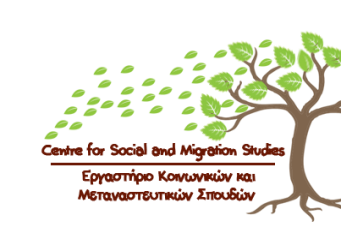 Centre for Social and Migration Studies
Εργαστήριο Κοινωνικών και
Μεταναστευτικών Σπουδών